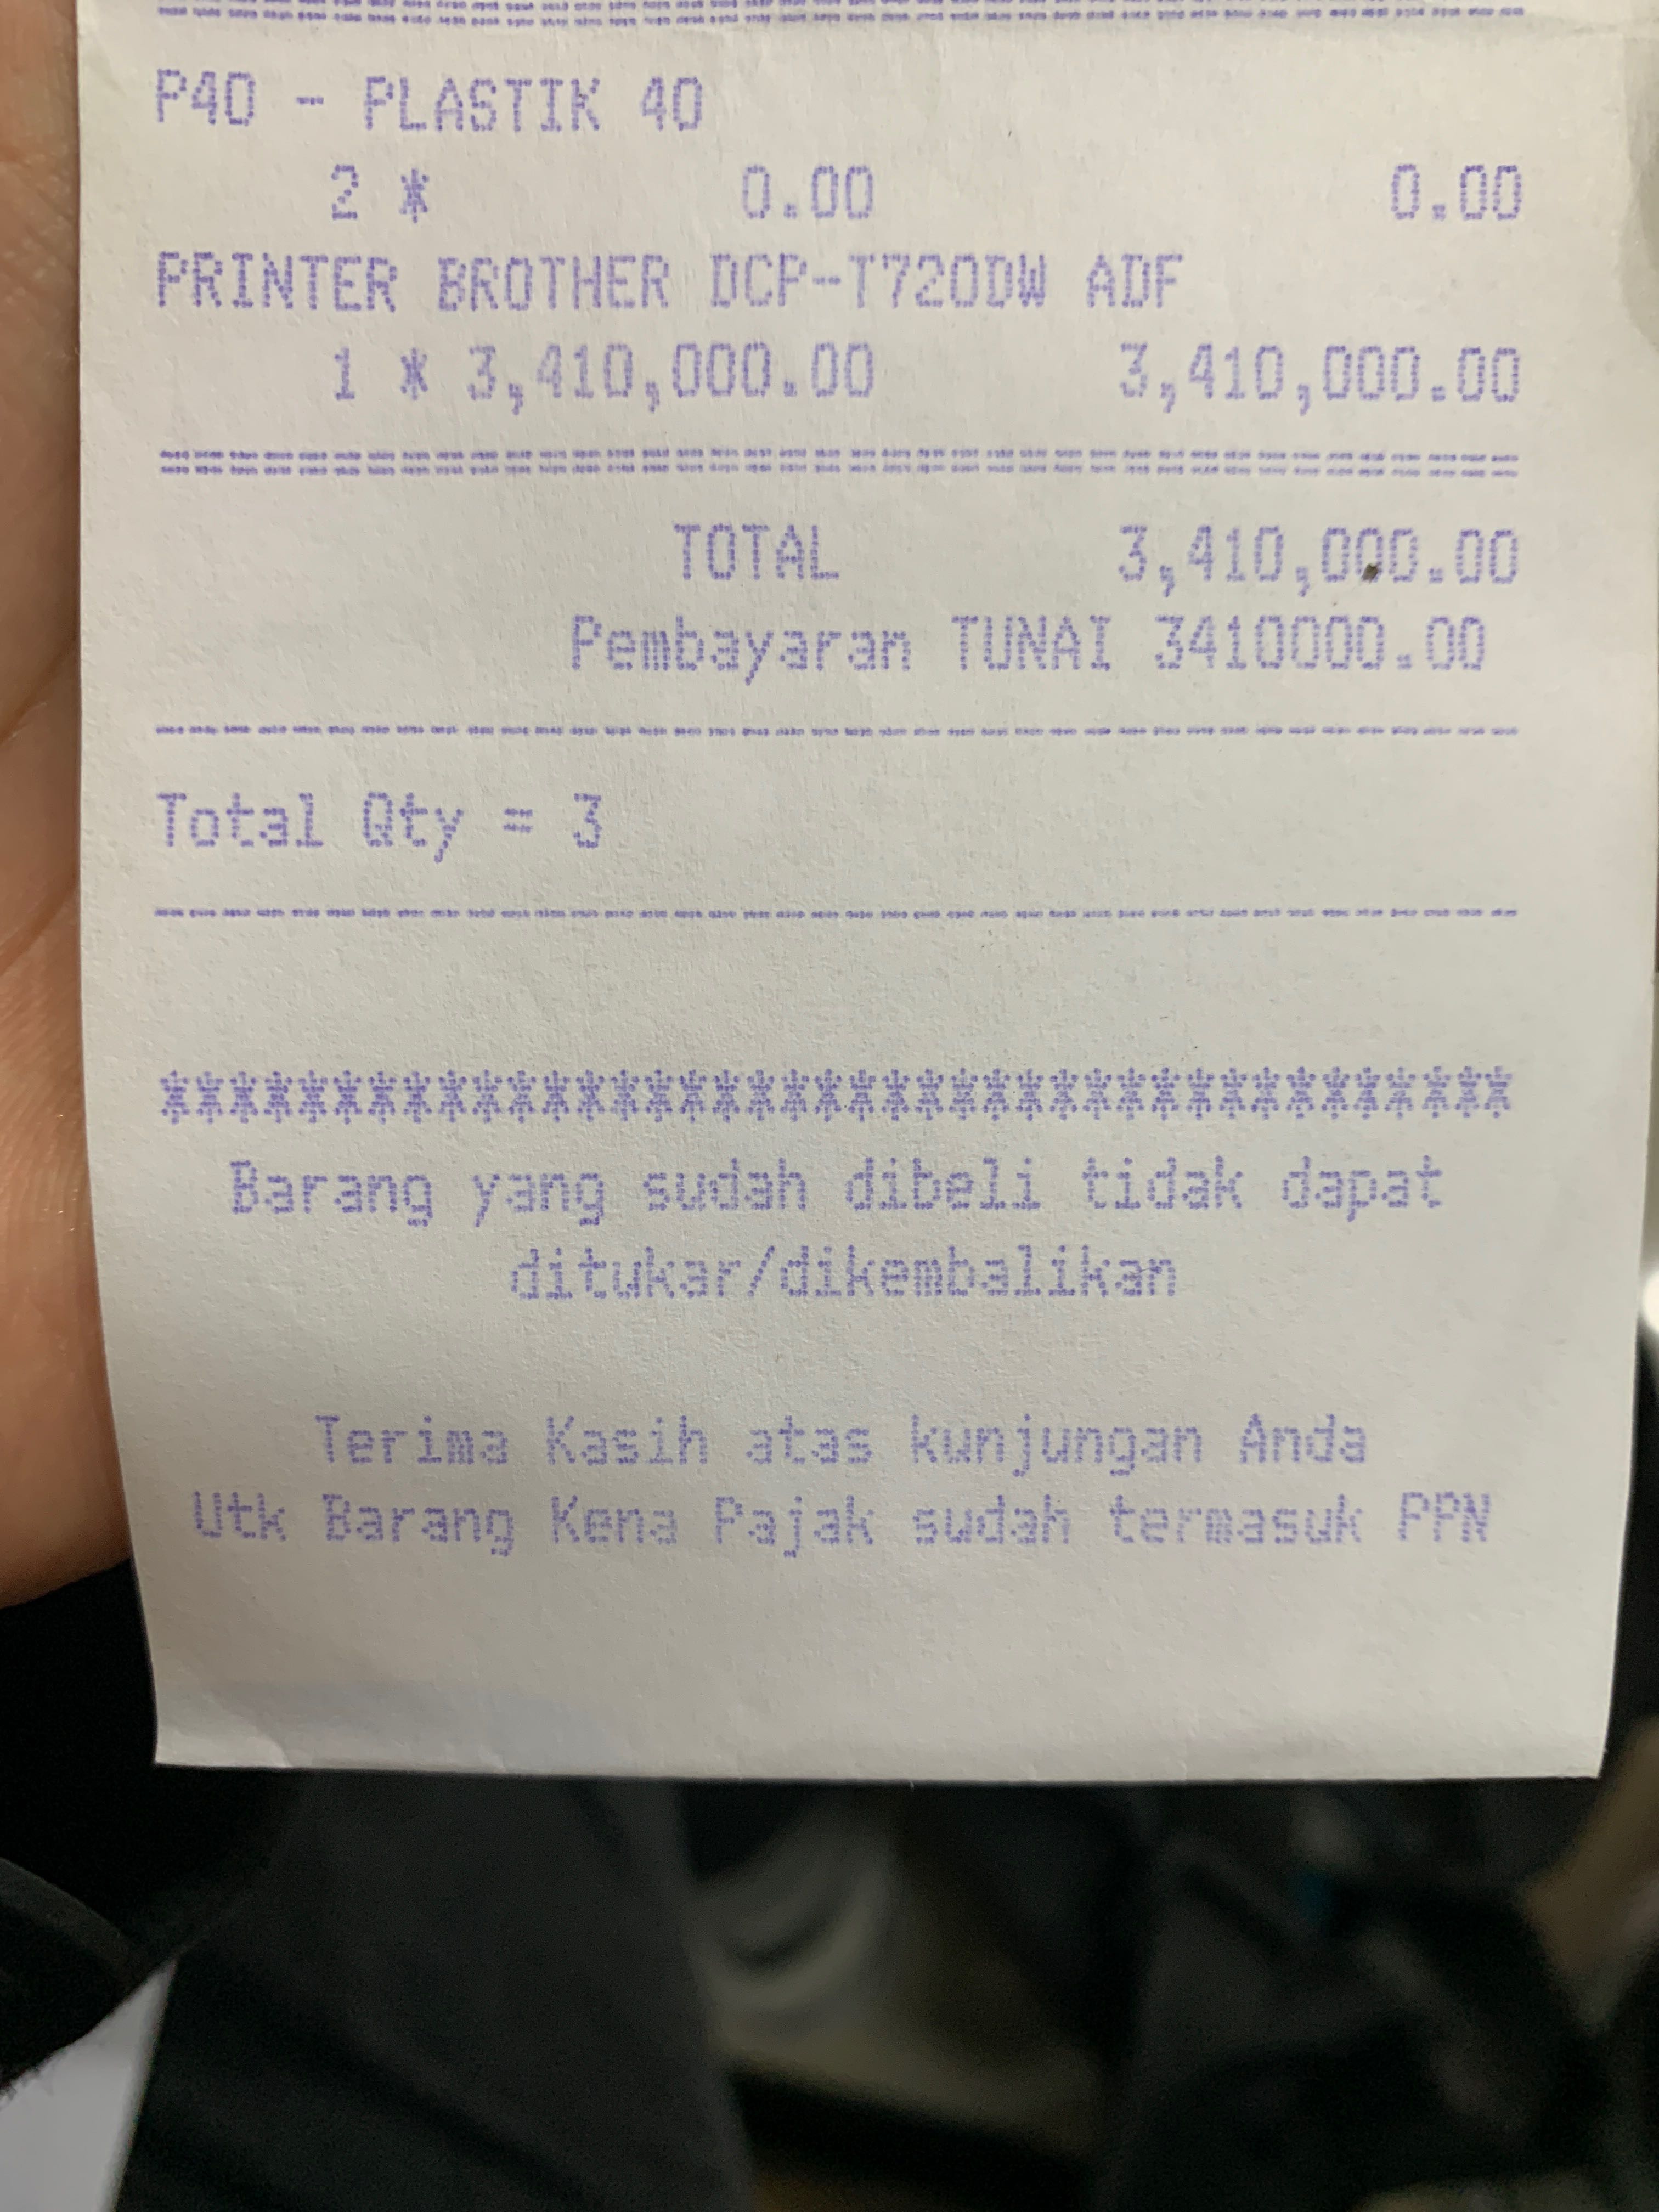 P40 - PLASTIK 40
2 * 0.00 0.00
PRINTER BROTHER DCP-T720DW ADF
1 * 3,410,000.00 3,410,000.00
TOTAL 3,410,000.00
Pembayaran TUNAI 3410000.00
Total Qty = 3
***************************************
Barang yang sudah dibeli tidak dapat
ditukar/dikembalikan
Terima Kasih atas kunjungan Anda
Utk Barang Kena Pajak sudah termasuk PPN